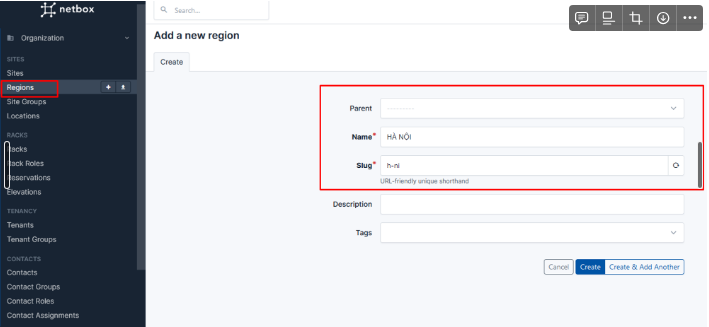 netbox
Search...
Organization
Add a new region
Create
SITES
Sites
Regions
Site Groups
Locations
RACKS
Racks
Rack Roles
Reservations
Elevations
TENANCY
Tenants
Tenant Groups
CONTACTS
Contacts
Contact Groups
Contact Roles
Contact Assignments
Parent
---------
Name*
HÀ NỘI
Slug*
h-ni
URL-friendly unique shorthand
Description
Tags
Cancel
Create
Create & Add Another